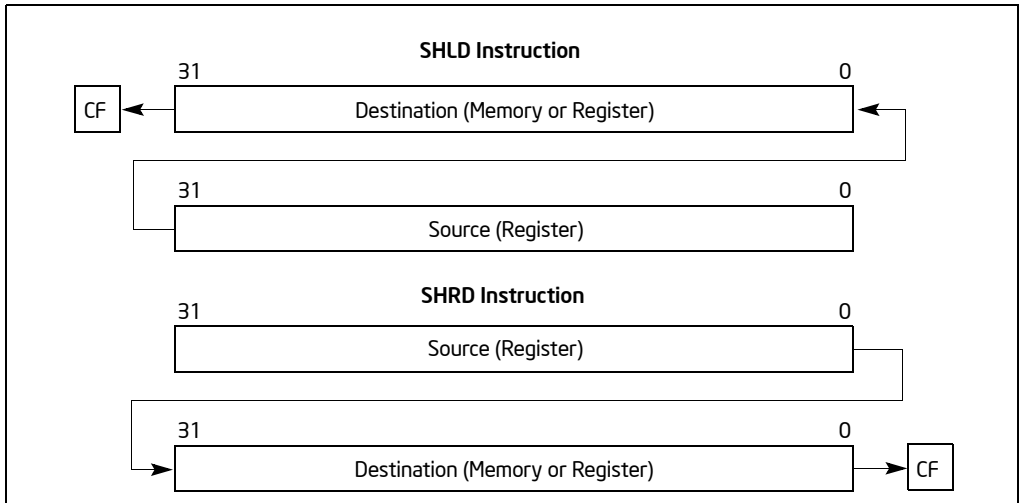 SHLD Instruction
31 0
CF Destination (Memory or Register)
31 0
Source (Register)
SHRD Instruction
31 0
Source (Register)
31 0
Destination (Memory or Register) CF